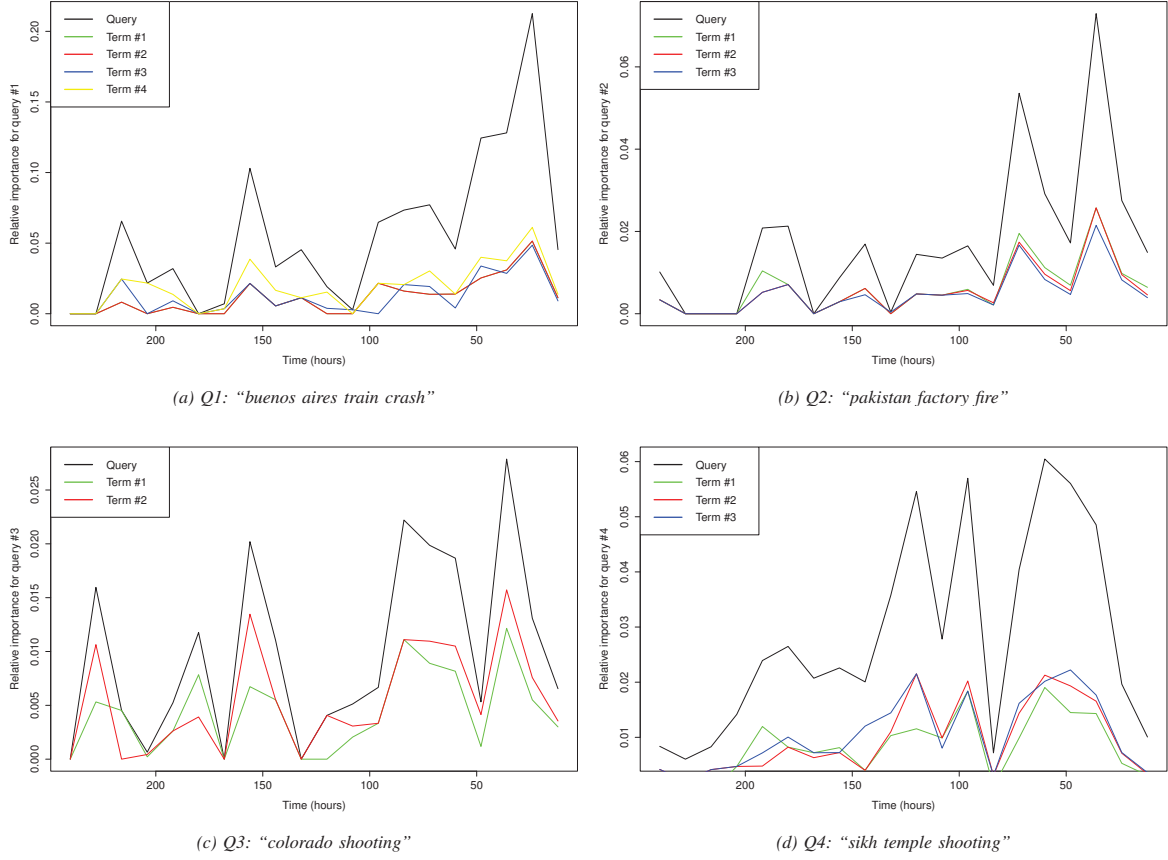 Relative importance for query #1
0.20
0.15
0.10
0.05
0.00
Query
Term #1
Term #2
Term #3
Term #4
200
150
100
50
Time (hours)
(a) Q1: “buenos aires train crash”
Relative importance for query #2
0.06
0.04
0.02
0.00
Query
Term #1
Term #2
Term #3
200
150
100
50
Time (hours)
(b) Q2: “pakistan factory fire”
Relative importance for query #3
0.025
0.020
0.015
0.010
0.005
0.000
Query
Term #1
Term #2
200
150
100
50
Time (hours)
(c) Q3: “colorado shooting”
Relative importance for query #4
0.06
0.05
0.04
0.03
0.02
0.01
Query
Term #1
Term #2
Term #3
200
150
100
50
Time (hours)
(d) Q4: “sikh temple shooting”